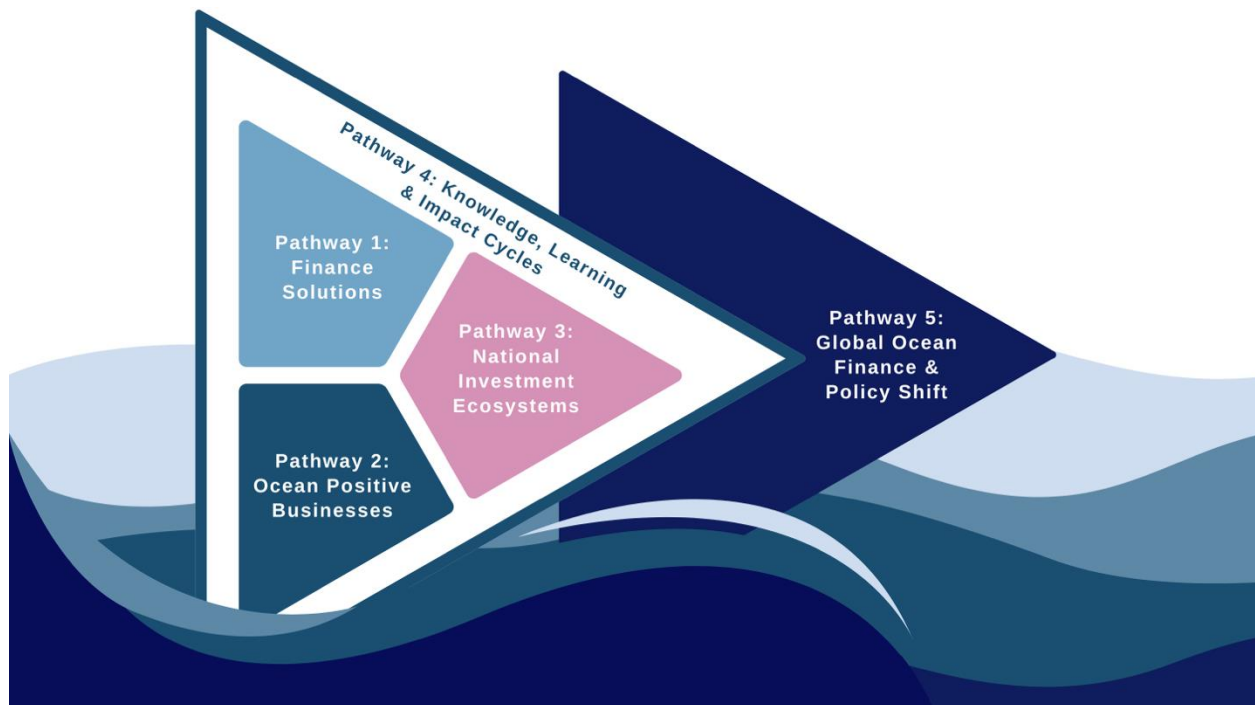 Pathway 4: Knowledge, Learning
& Impact Cycles
Pathway 1:
Finance
Solutions
Pathway 3:
National
Investment
Ecosystems
Pathway 2:
Ocean Positive
Businesses
Pathway 5:
Global Ocean
Finance &
Policy Shift